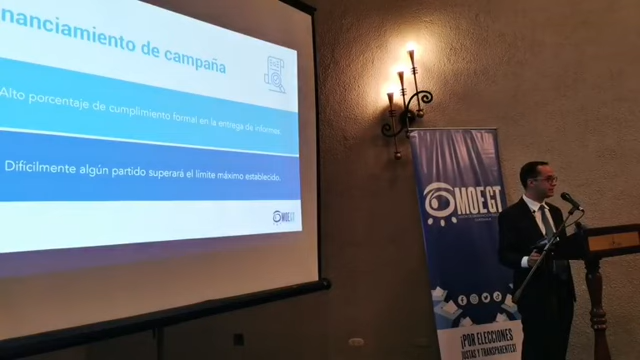 nanciamiento de campaña
Alto porcentaje de cumplimiento formal en la entrega de informes.
Difícilmente algún partido superará el límite máximo establecido.
MOEGT
MOEGT
¡POR ELECCIONES
JUSTAS Y TRANSPARENTES!